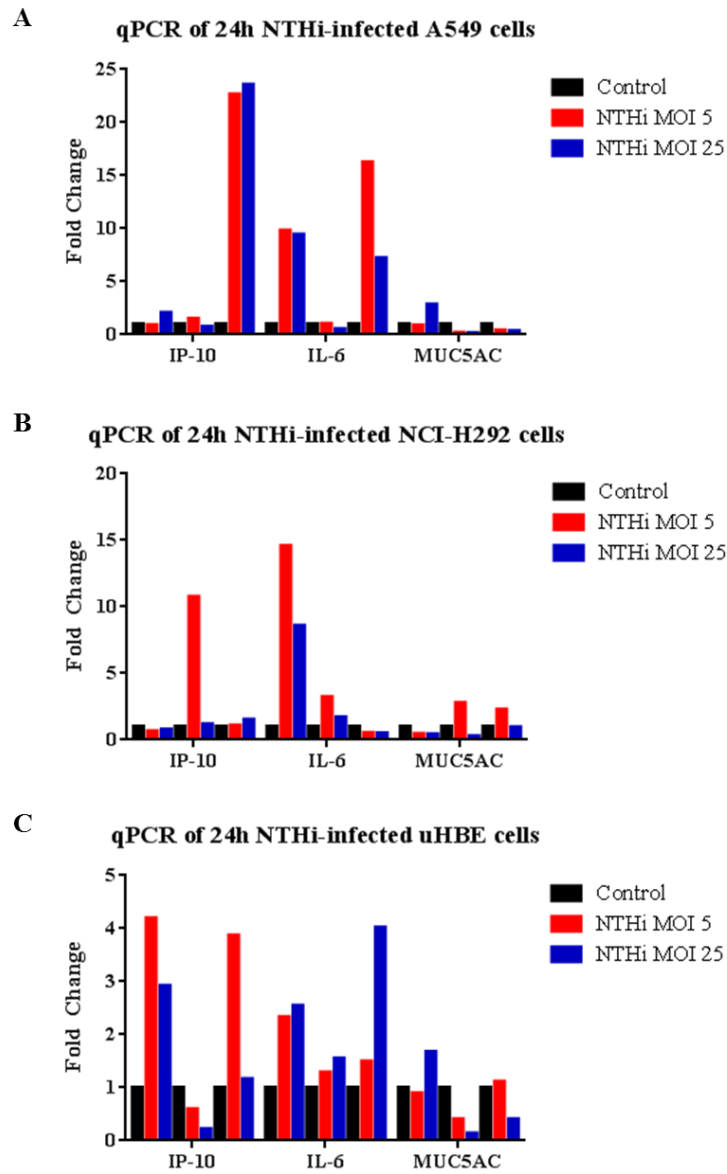 A
qPCR of 24h NTHi-infected A549 cells
25
20
15
10
5
0
Fold Change
IP-10
IL-6
MUC5AC
Control
NTHi MOI 5
NTHi MOI 25
B
qPCR of 24h NTHi-infected NCI-H292 cells
20
15
10
5
0
Fold Change
IP-10
IL-6
MUC5AC
Control
NTHi MOI 5
NTHi MOI 25
C
qPCR of 24h NTHi-infected uHBE cells
5
4
3
2
1
0
Fold Change
IP-10
IL-6
MUC5AC
Control
NTHi MOI 5
NTHi MOI 25